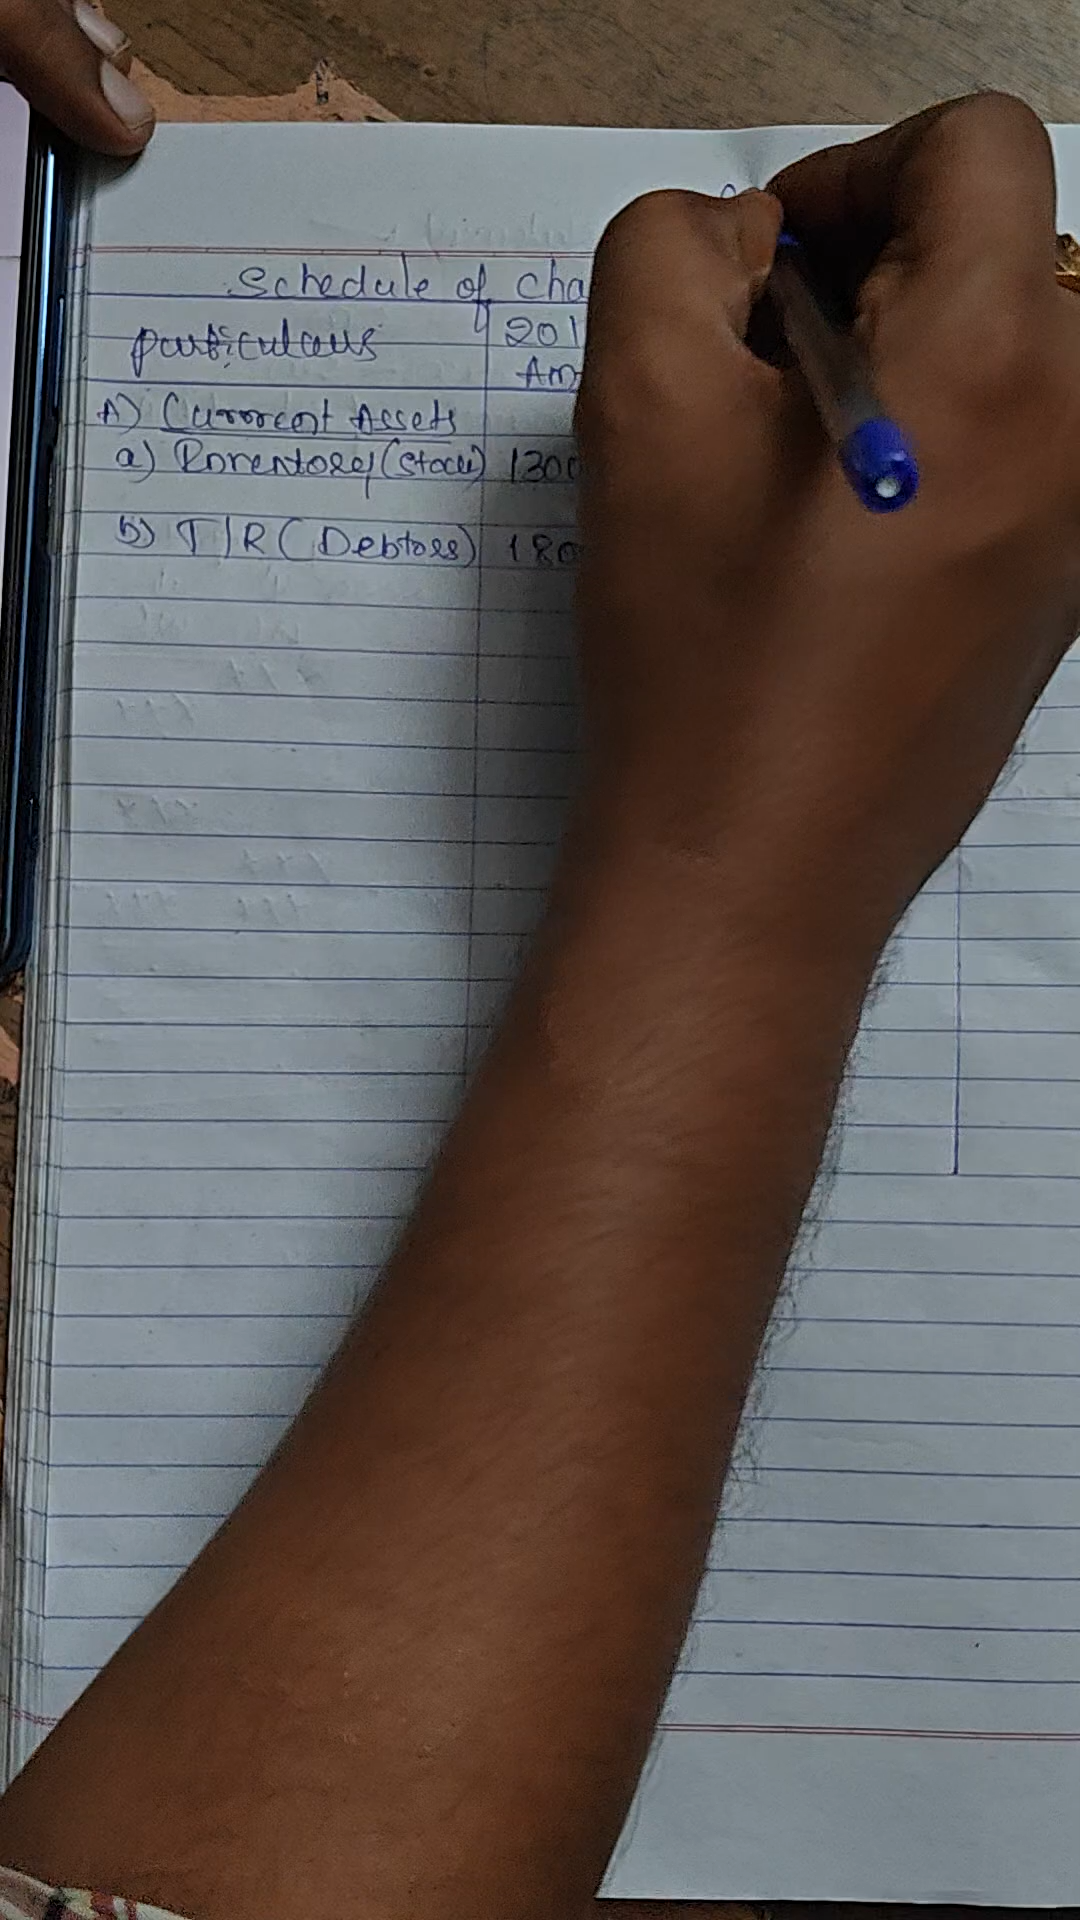 Schedule of Cha
particulars
201
Am
A) Current Assets
a) Inventory (Stock) 1300
b) T/R (Debtors) 180